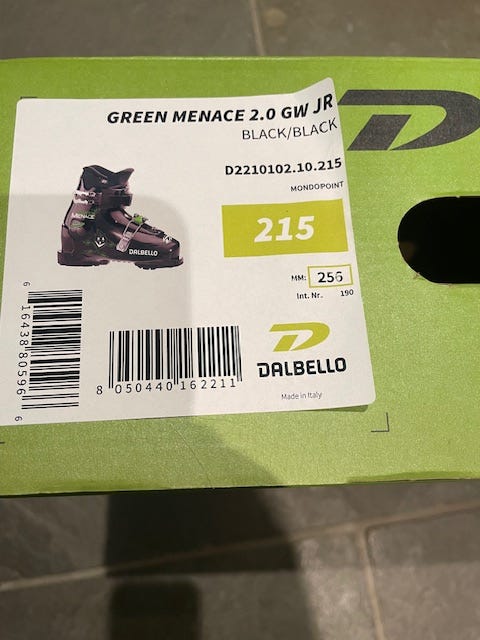 GREEN MENACE 2.0 GW JR
BLACK/BLACK
D2210102.10.215
MONDOPOINT
215
MENACE
DALBELLO
MM: 256
Int. Nr. 190
DALBELLO
Made in Italy
8 050440 162211
6 16438 80596 6